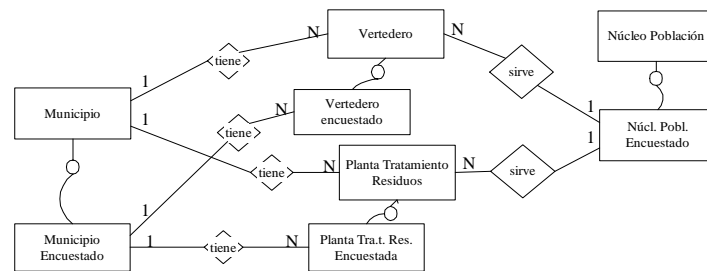 Vertedero
Núcleo Población
N
N
tiene
sirve
1
Municipio
N
Vertedero
encuestado
1
1
tiene
1
Núcl. Pobl.
Encuestado
tiene
N
Planta Tratamiento
Residuos
N
sirve
1
Municipio
Encuestado
1
tiene
N
Planta Tra.t. Res.
Encuestada